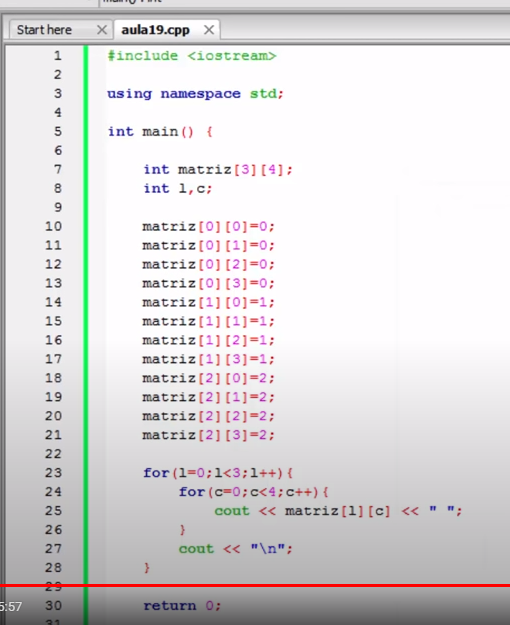 Start here aula19.cpp
1 #include <iostream>
2
3 using namespace std;
4
5 int main() {
6
7 int matriz[3][4];
8 int l,c;
9
10 matriz[0][0]=0;
11 matriz[0][1]=0;
12 matriz[0][2]=0;
13 matriz[0][3]=0;
14 matriz[1][0]=1;
15 matriz[1][1]=1;
16 matriz[1][2]=1;
17 matriz[1][3]=1;
18 matriz[2][0]=2;
19 matriz[2][1]=2;
20 matriz[2][2]=2;
21 matriz[2][3]=2;
22
23 for(l=0;l<3;l++){
24 for(c=0;c<4;c++){
25 cout << matriz[l][c] << " ";
26 }
27 cout << "\n";
28 }
29
5:57
30 return 0;
31